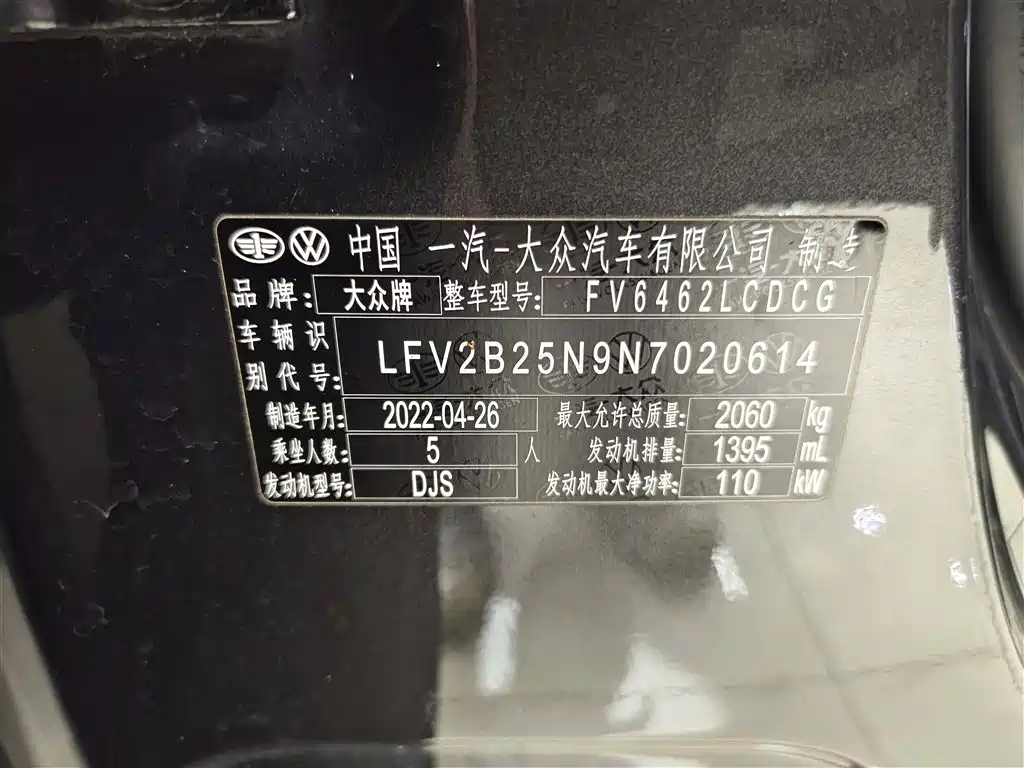 中国 一汽-大众汽车有限公司 制造
品牌: 大众牌 整车型号: FV6462LCDCG
车辆识别代号: LFV2B25N9N7020614
制造年月: 2022-04-26 最大允许总质量: 2060 kg
乘坐人数: 5 人 发动机排量: 1395 mL
发动机型号: DJS 发动机最大净功率: 110 kW